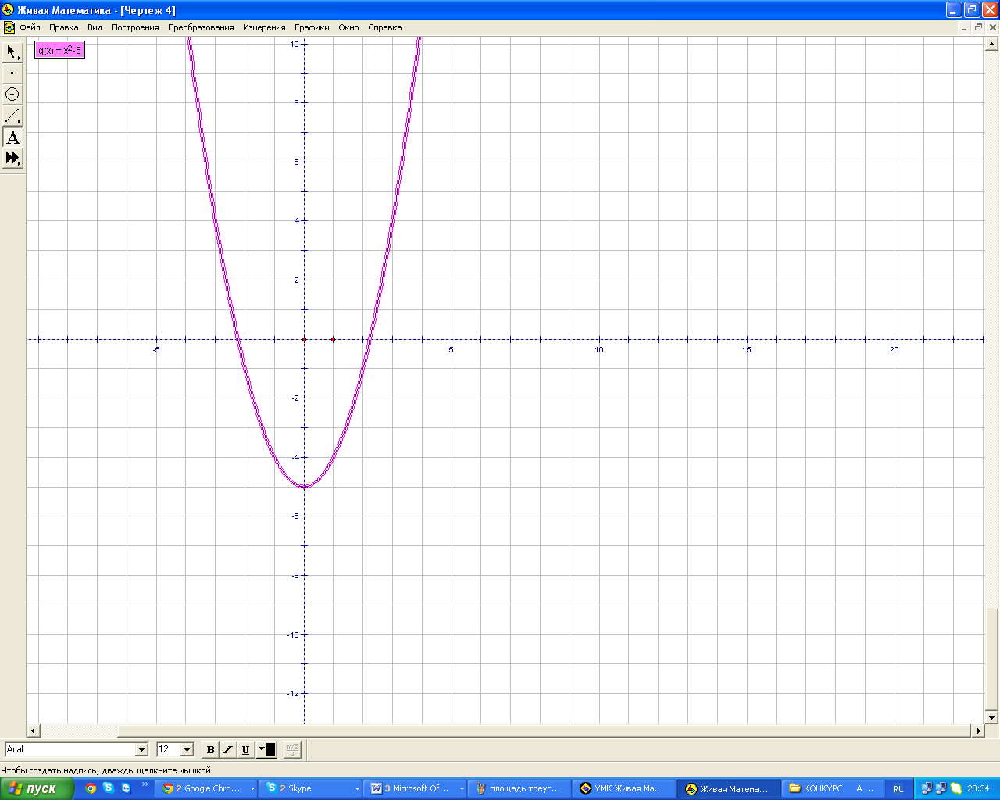 Живая Математика - [Чертеж 4]
Файл Правка Вид Построения Преобразования Измерения Графики Окно Справка
g(x) = x²-5
A
10
8
6
4
2
-5 5 10 15 20
-2
-4
-6
-8
-10
-12
Arial 12 B I U
Чтобы создать надпись, дважды щелкните мышкой
пуск » 2 Google Chro... 2 Skype 3 Microsoft Of... площадь треуг... УМК Живая Ма... Живая Математ... КОНКУРС А ... RL 20:34